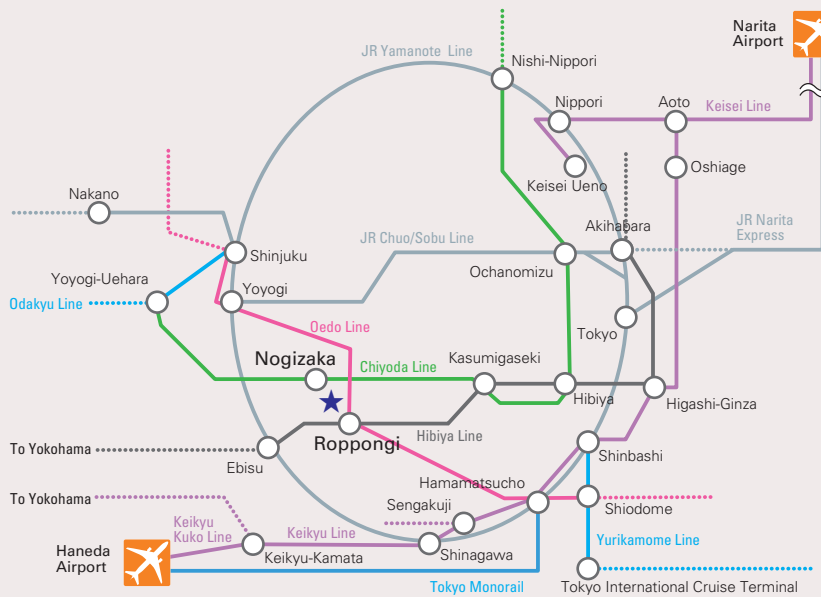 Narita
Airport
JR Yamanote Line
Nishi-Nippori
Nippori
Aoto
Keisei Line
Oshiage
Keisei Ueno
Nakano
Akihabara
JR Narita
Express
JR Chuo/Sobu Line
Shinjuku
Ochanomizu
Yoyogi-Uehara
Yoyogi
Odakyu Line
Oedo Line
Tokyo
Nogizaka
Chiyoda Line
Kasumigaseki
Hibiya
Higashi-Ginza
Roppongi
Hibiya Line
To Yokohama
Ebisu
Shinbashi
Hamamatsucho
To Yokohama
Sengakuji
Shiodome
Keikyu
Kuko Line
Keikyu Line
Yurikamome Line
Haneda
Airport
Keikyu-Kamata
Shinagawa
Tokyo Monorail
Tokyo International Cruise Terminal